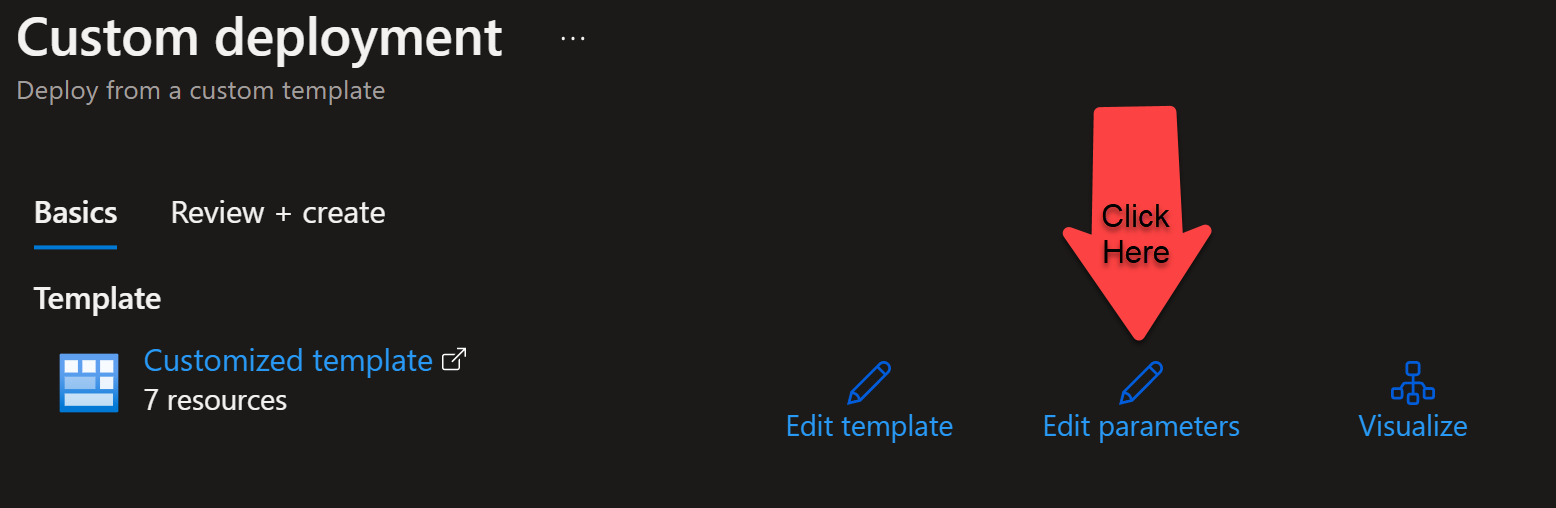 Custom deployment ...
Deploy from a custom template
Basics Review + create
Template
Customized template
7 resources
Click
Here
Edit template Edit parameters Visualize